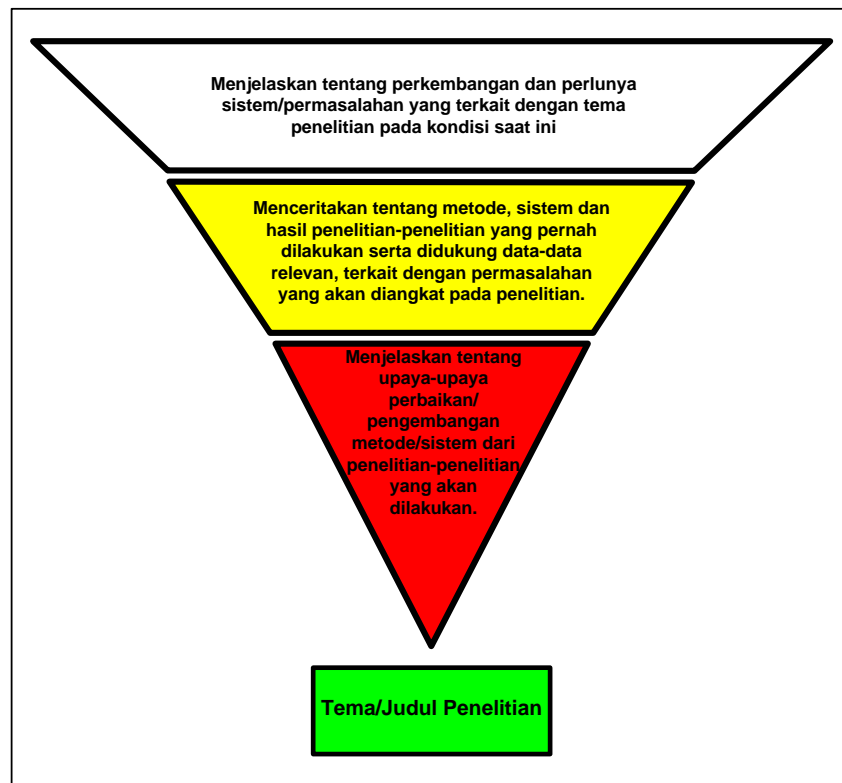 Menjelaskan tentang perkembangan dan perlunya
sistem/permasalahan yang terkait dengan tema
penelitian pada kondisi saat ini
Menceritakan tentang metode, sistem dan
hasil penelitian-penelitian yang pernah
dilakukan serta didukung data-data
relevan, terkait dengan permasalahan
yang akan diangkat pada penelitian.
Menjelaskan tentang
upaya-upaya
perbaikan/
pengembangan
metode/sistem dari
penelitian-penelitian
yang akan
dilakukan.
Tema/Judul Penelitian